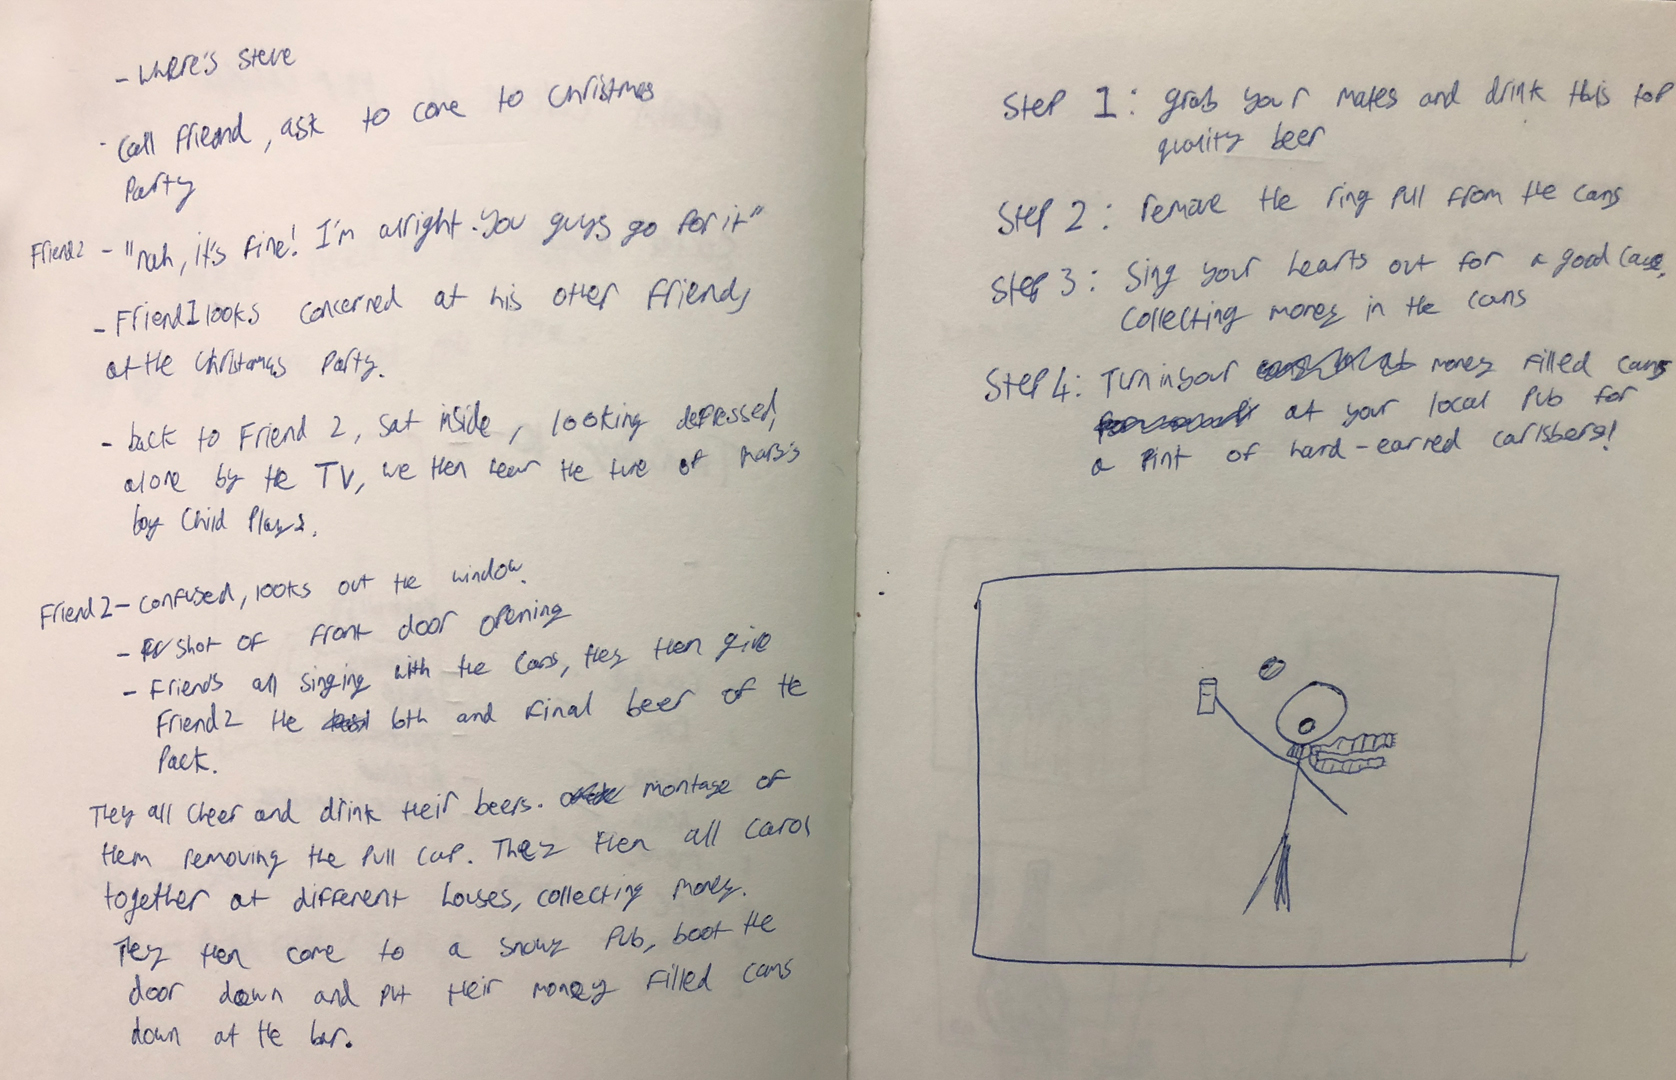 - Where's Steve
- Call friend, ask to come to Christmas
Party
Friend 2 - "nah, it's fine! I'm alright. You guys go for it"
- Friend 1 looks concerned at his other friends
at the Christmas Party.
- back to Friend 2, sat inside, looking depressed,
alone by the TV, we then hear the tune of Mary's
boy Child Plays.
Friend 2 - confused, looks out the window.
- shot of front door opening
- Friends all singing with the cans, they then give
Friend 2 the 6th and final beer of the
Pack.
They all cheer and drink their beers. montage of
them removing the pull cap. They then all carol
together at different houses, collecting money.
They then come to a snowy Pub, boot the
door down and put their money filled cans
down at the bar.
Step 1: grab your mates and drink this top
quality beer
Step 2: remove the ring pull from the cans
Step 3: Sing your hearts out for a good cause,
collecting money in the cans
Step 4: Turn in your money filled cans
at your local pub for
a pint of hard-earned carlsberg!